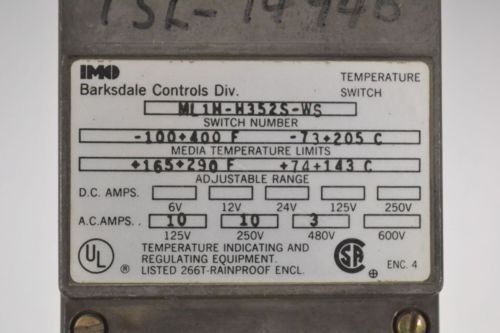 TSL-14940
IMO
TEMPERATURE
Barksdale Controls Div.
SWITCH
ML1H-H352S-WS
SWITCH NUMBER
-100+400 F -73+205 C
MEDIA TEMPERATURE LIMITS
+165+290 F +74+143 C
ADJUSTABLE RANGE
D.C. AMPS.
6V 12V 24V 125V 250V
A.C. AMPS. . 10 10 3
125V 250V 480V 600V
UL ®
TEMPERATURE INDICATING AND
REGULATING EQUIPMENT.
LISTED 266T-RAINPROOF ENCL.
SA
ENC. 4